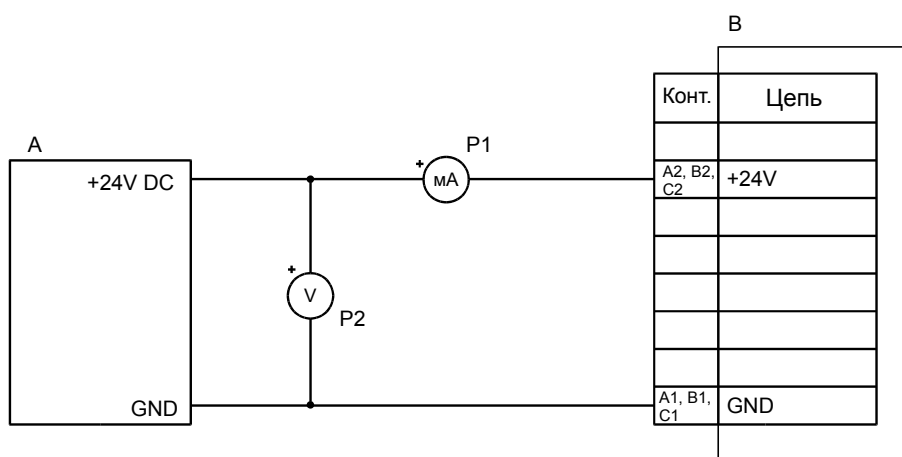 B
Конт.
Цепь
A
P1
+
мА
+24V DC
A2, B2,
C2
+24V
+
V
P2
GND
A1, B1,
C1
GND